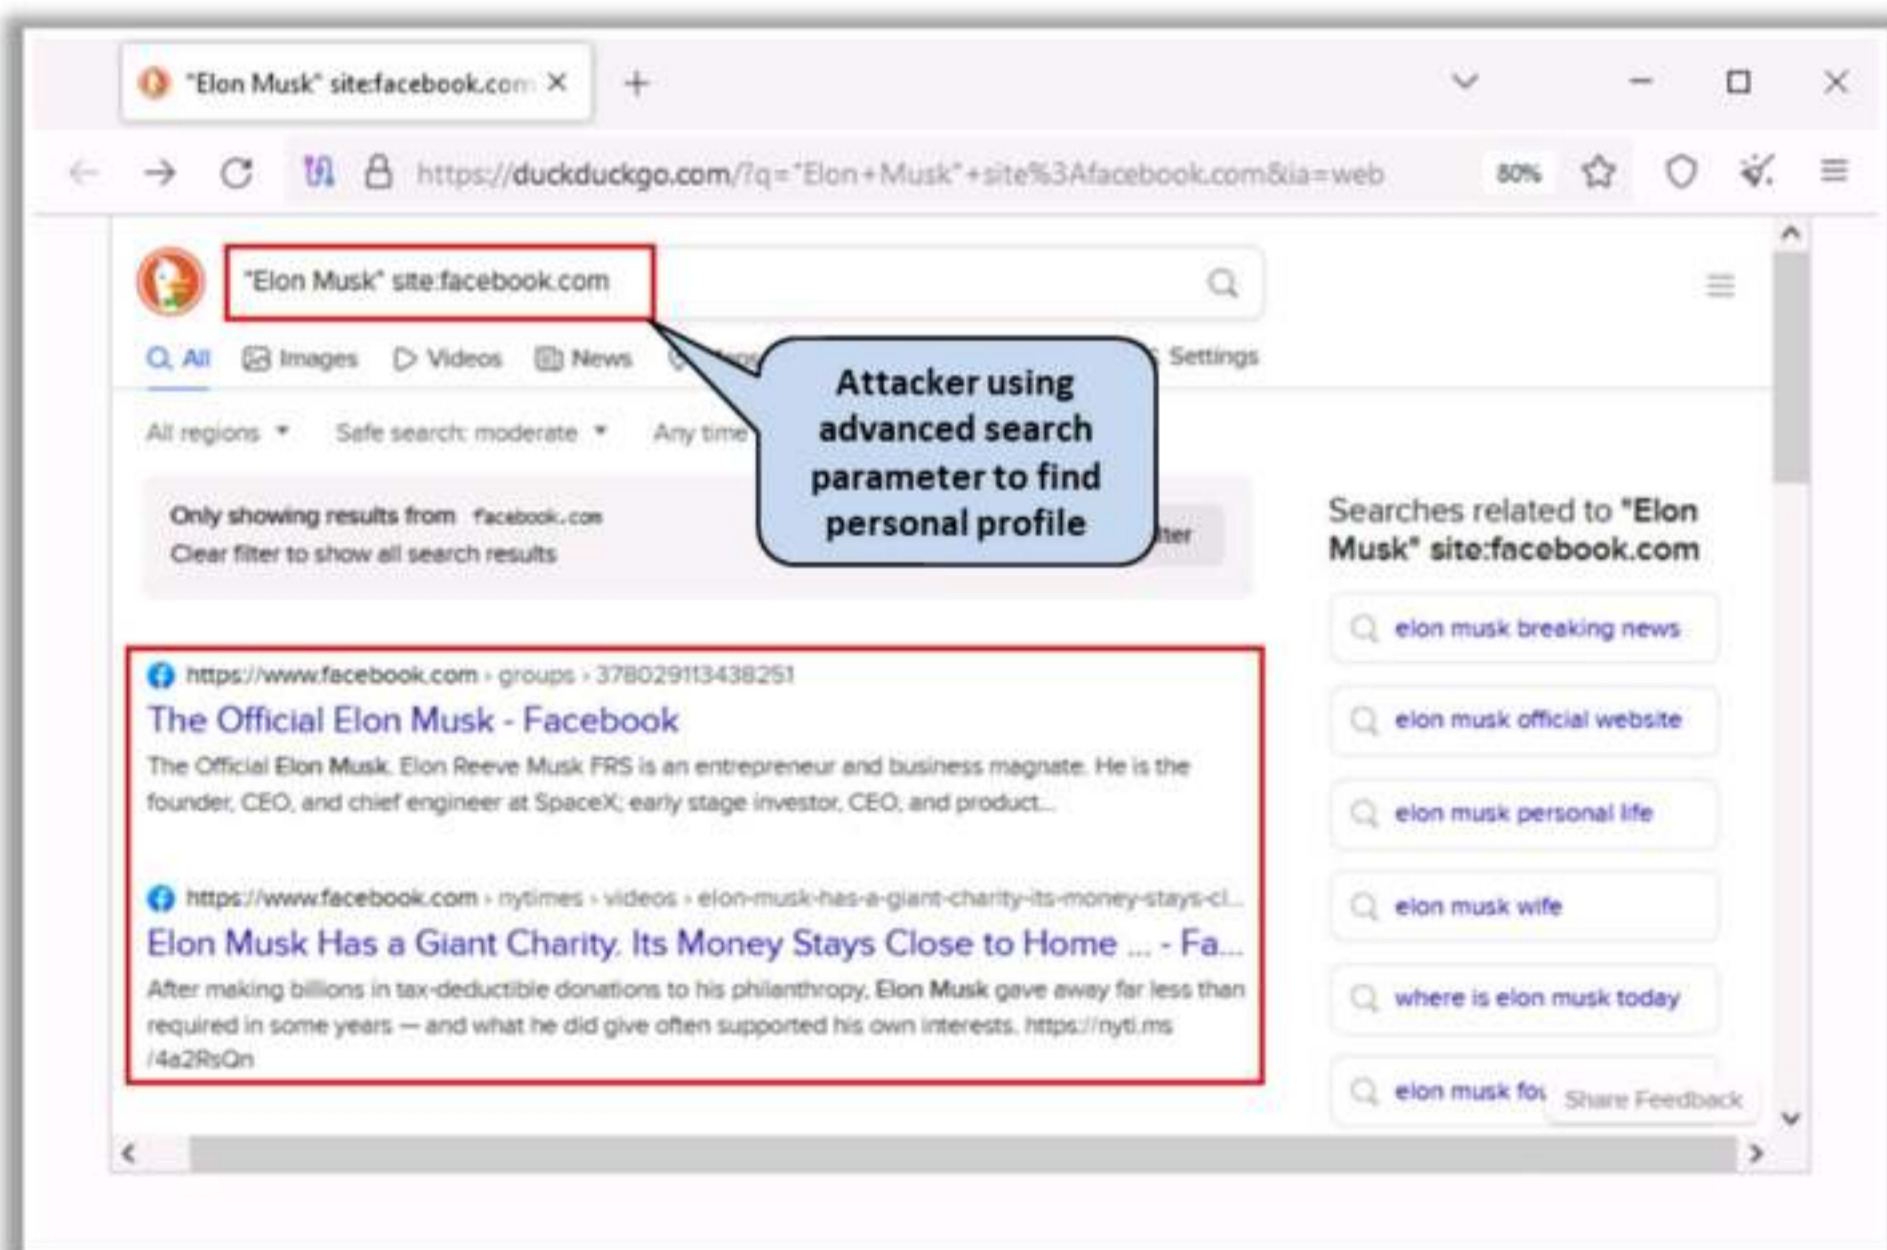 "Elon Musk" site:facebook.com
https://duckduckgo.com/?q="Elon+Musk"+site%3Afacebook.com&ia=web
80%
"Elon Musk" site:facebook.com
All
Images
Videos
News
Settings
Attacker using
advanced search
parameter to find
personal profile
All regions
Safe search: moderate
Any time
Only showing results from facebook.com
Clear filter to show all search results
https://www.facebook.com › groups › 378029113438251
The Official Elon Musk - Facebook
The Official Elon Musk. Elon Reeve Musk FRS is an entrepreneur and business magnate. He is the
founder, CEO, and chief engineer at SpaceX; early stage investor, CEO, and product...
https://www.facebook.com › nytimes › videos › elon-musk-has-a-giant-charity-its-money-stays-cl...
Elon Musk Has a Giant Charity. Its Money Stays Close to Home ... - Fa...
After making billions in tax-deductible donations to his philanthropy, Elon Musk gave away far less than
required in some years — and what he did give often supported his own interests. https://nyti.ms
/4a2RsQn
Searches related to "Elon
Musk" site:facebook.com
elon musk breaking news
elon musk official website
elon musk personal life
elon musk wife
where is elon musk today
elon musk
Share Feedback